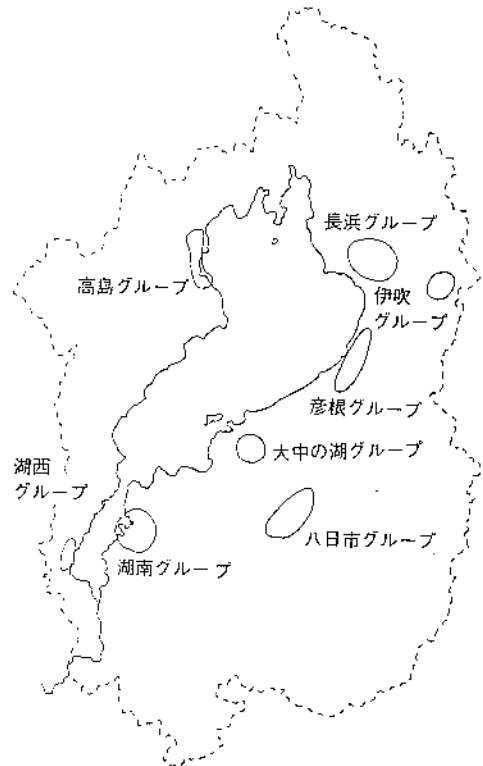 長浜グループ
高島グループ
伊吹
グループ
彦根グループ
大中の湖グループ
湖西
グループ
八日市グループ
湖南グループ